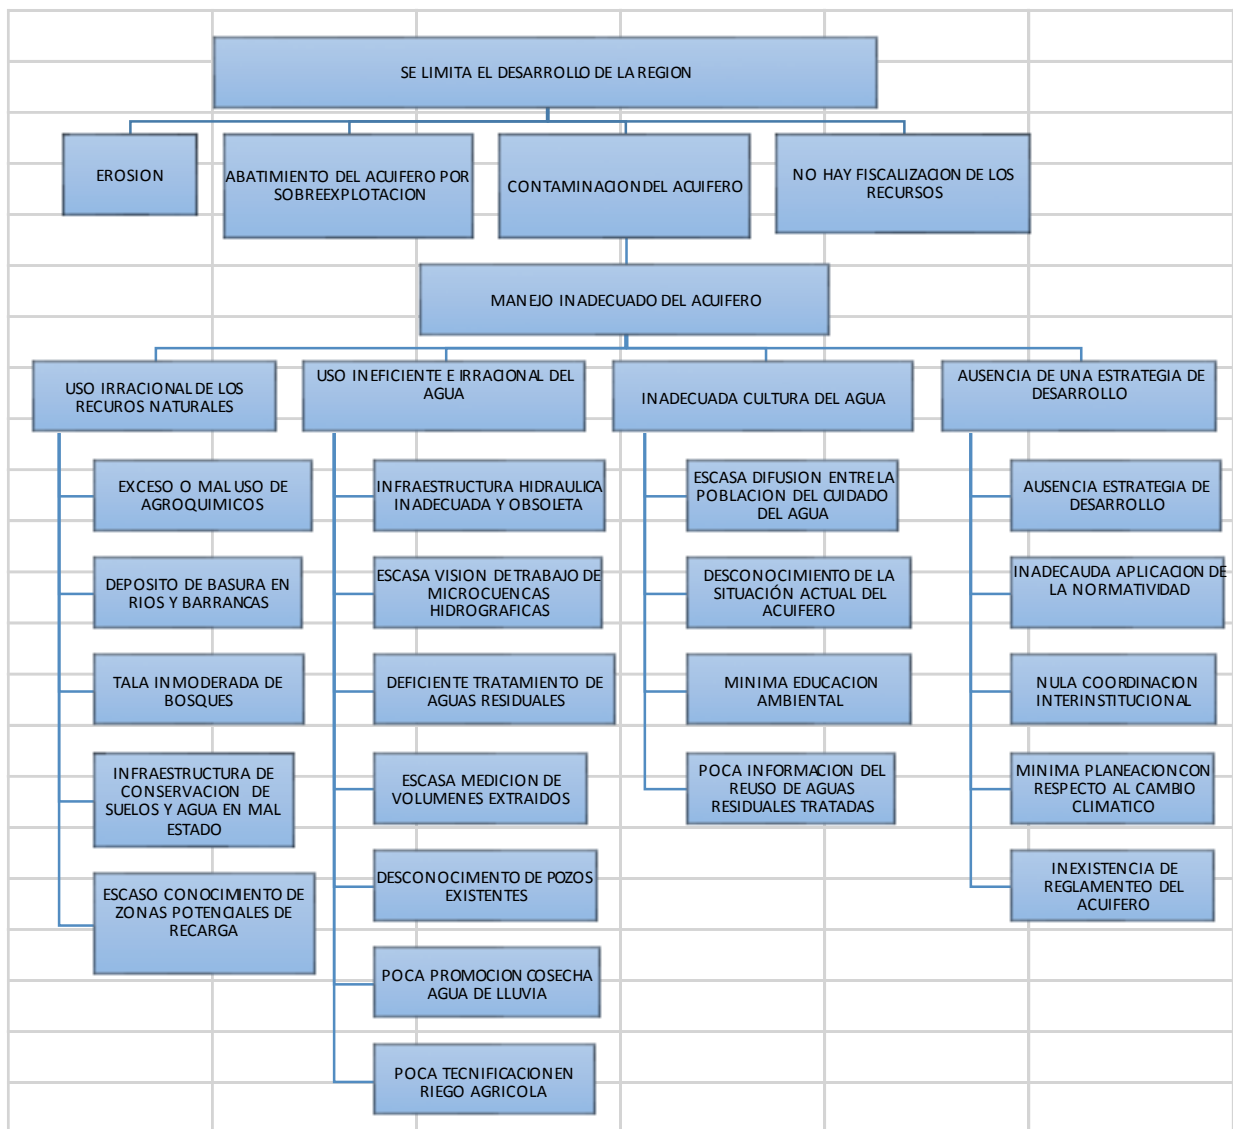 SE LIMITA EL DESARROLLO DE LA REGION
EROSION
ABATIMIENTO DEL ACUIFERO POR
SOBREEXPLOTACION
CONTAMINACION DEL ACUIFERO
NO HAY FISCALIZACION DE LOS
RECURSOS
MANEJO INADECUADO DEL ACUIFERO
USO IRRACIONAL DE LOS
RECUROS NATURALES
EXCESO O MAL USO DE
AGROQUIMICOS
DEPOSITO DE BASURA EN
RIOS Y BARRANCAS
TALA INMODERADA DE
BOSQUES
INFRAESTRUCTURA DE
CONSERVACION DE
SUELOS Y AGUA EN MAL
ESTADO
ESCASO CONOCIMIENTO DE
ZONAS POTENCIALES DE
RECARGA
USO INEFICIENTE E IRRACIONAL DEL
AGUA
INFRAESTRUCTURA HIDRAULICA
INADECUADA Y OBSOLETA
ESCASA VISION DE TRABAJO DE
MICROCUENCAS
HIDROGRAFICAS
DEFICIENTE TRATAMIENTO DE
AGUAS RESIDUALES
ESCASA MEDICION DE
VOLUMENES EXTRAIDOS
DESCONOCIMENTO DE POZOS
EXISTENTES
POCA PROMOCION COSECHA
AGUA DE LLUVIA
POCA TECNIFICACION EN
RIEGO AGRICOLA
INADECUADA CULTURA DEL AGUA
ESCASA DIFUSION ENTRE LA
POBLACION DEL CUIDADO
DEL AGUA
DESCONOCIMIENTO DE LA
SITUACIÓN ACTUAL DEL
ACUIFERO
MINIMA EDUCACION
AMBIENTAL
POCA INFORMACION DEL
REUSO DE AGUAS
RESIDUALES TRATADAS
AUSENCIA DE UNA ESTRATEGIA DE
DESARROLLO
AUSENCIA ESTRATEGIA DE
DESARROLLO
INADECAUDA APLICACION DE
LA NORMATIVIDAD
NULA COORDINACION
INTERINSTITUCIONAL
MINIMA PLANEACION CON
RESPECTO AL CAMBIO
CLIMATICO
INEXISTENCIA DE
REGLAMENTEO DEL
ACUIFERO